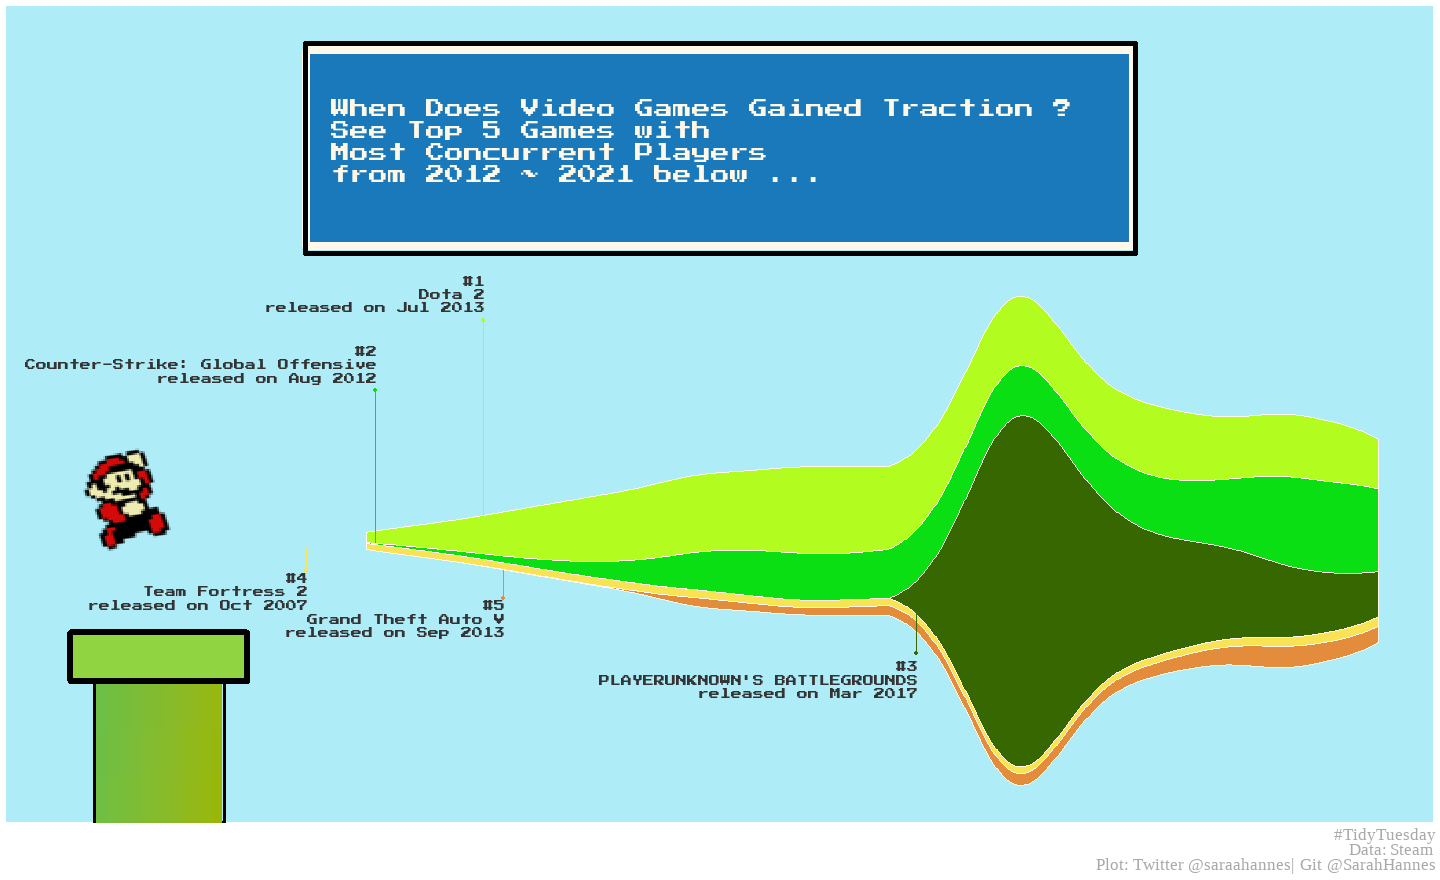 When Does Video Games Gained Traction ?
See Top 5 Games with
Most Concurrent Players
from 2012 ~ 2021 below ...
#1
Dota 2
released on Jul 2013
#2
Counter-Strike: Global Offensive
released on Aug 2012
#4
Team Fortress 2
released on Oct 2007
#5
Grand Theft Auto V
released on Sep 2013
#3
PLAYERUNKNOWN'S BATTLEGROUNDS
released on Mar 2017
#TidyTuesday
Data: Steam
Plot: Twitter @saraahannes| Git @SarahHannes